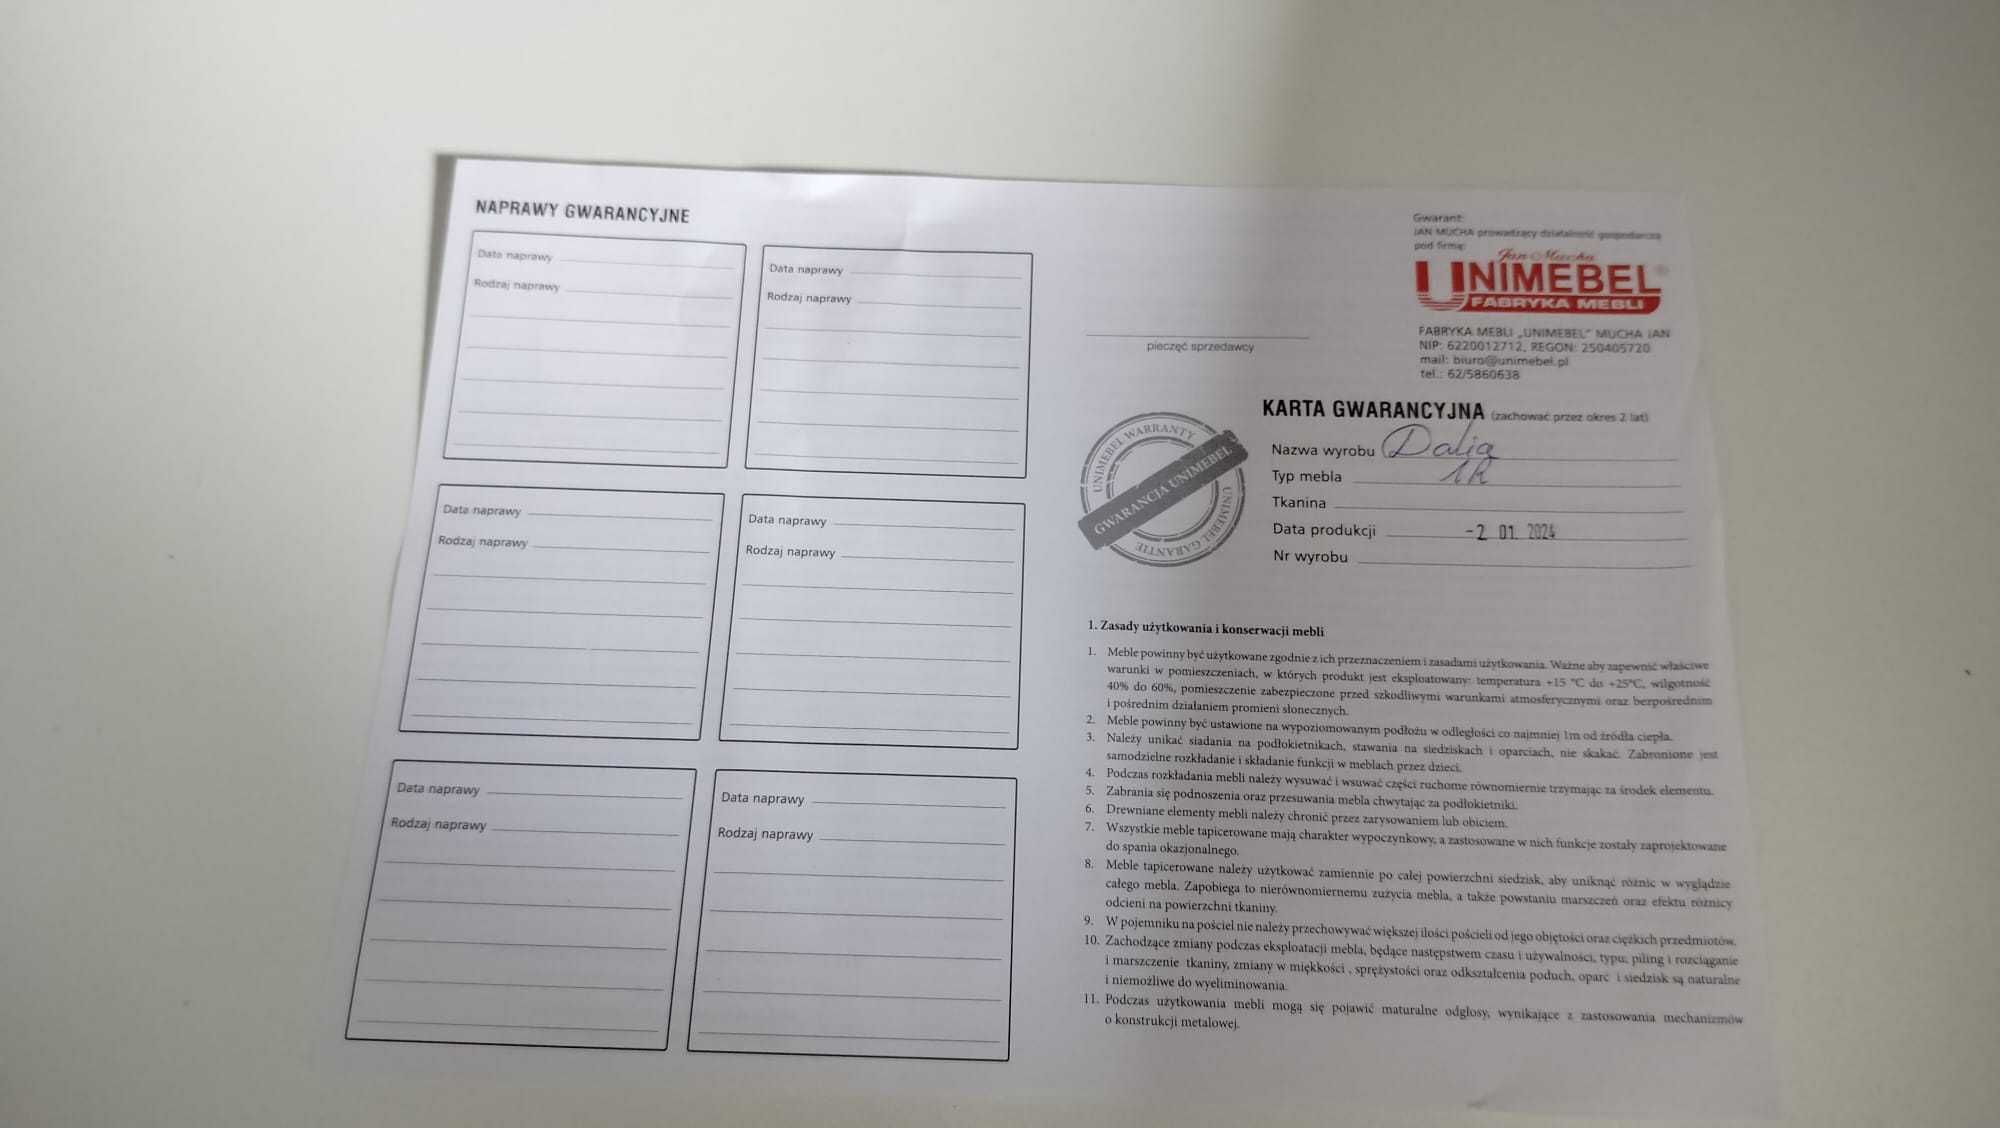 NAPRAWY GWARANCYJNE
Data naprawy
Rodzaj naprawy
Data naprawy
Rodzaj naprawy
Data naprawy
Rodzaj naprawy
Data naprawy
Rodzaj naprawy
Data naprawy
Rodzaj naprawy
Data naprawy
Rodzaj naprawy
Gwarant:
JAN MUCHA prowadzący działalność gospodarczą
pod firmą:
Jan Mucha
UNIMEBEL®
FABRYKA MEBLI
FABRYKA MEBLI „UNIMEBEL" MUCHA JAN
NIP: 6220012712, REGON: 250405720
mail: biuro@unimebel.pl
tel.: 62/5860638
pieczęć sprzedawcy
UNIMEBEL WARRANTY
GWARANCJA UNIMEBEL
UNIMEBEL GARANTIE
KARTA GWARANCYJNA (zachować przez okres 2 lat)
Nazwa wyrobu Dalia
Typ mebla 1R
Tkanina
Data produkcji -2 01. 2024
Nr wyrobu
1. Zasady użytkowania i konserwacji mebli
1. Meble powinny być użytkowane zgodnie z ich przeznaczeniem i zasadami użytkowania. Ważne aby zapewnić właściwe
warunki w pomieszczeniach, w których produkt jest eksploatowany: temperatura +15 °C do +25°C, wilgotność
40% do 60%, pomieszczenie zabezpieczone przed szkodliwymi warunkami atmosferycznymi oraz bezpośrednim
i pośrednim działaniem promieni słonecznych.
2. Meble powinny być ustawione na wypoziomowanym podłożu w odległości co najmniej 1m od źródła ciepła.
3. Należy unikać siadania na podłokietnikach, stawania na siedziskach i oparciach, nie skakać. Zabronione jest
samodzielne rozkładanie i składanie funkcji w meblach przez dzieci.
4. Podczas rozkładania mebli należy wysuwać i wsuwać części ruchome równomiernie trzymając za środek elementu.
5. Zabrania się podnoszenia oraz przesuwania mebla chwytając za podłokietniki.
6. Drewniane elementy mebli należy chronić przez zarysowaniem lub obiciem.
7. Wszystkie meble tapicerowane mają charakter wypoczynkowy, a zastosowane w nich funkcje zostały zaprojektowane
do spania okazjonalnego.
8. Meble tapicerowane należy użytkować zamiennie po całej powierzchni siedzisk, aby uniknąć różnic w wyglądzie
całego mebla. Zapobiega to nierównomiernemu zużycia mebla, a także powstaniu marszczeń oraz efektu różnicy
odcieni na powierzchni tkaniny.
9. W pojemniku na pościel nie należy przechowywać większej ilości pościeli od jego objętości oraz ciężkich przedmiotów.
10. Zachodzące zmiany podczas eksploatacji mebla, będące następstwem czasu i używalności, typu; piling i rozciąganie
i marszczenie tkaniny, zmiany w miękkości , sprężystości oraz odkształcenia poduch, oparć i siedzisk są naturalne
i niemożliwe do wyeliminowania.
11. Podczas użytkowania mebli mogą się pojawić maturalne odgłosy, wynikające z zastosowania mechanizmów
o konstrukcji metalowej.